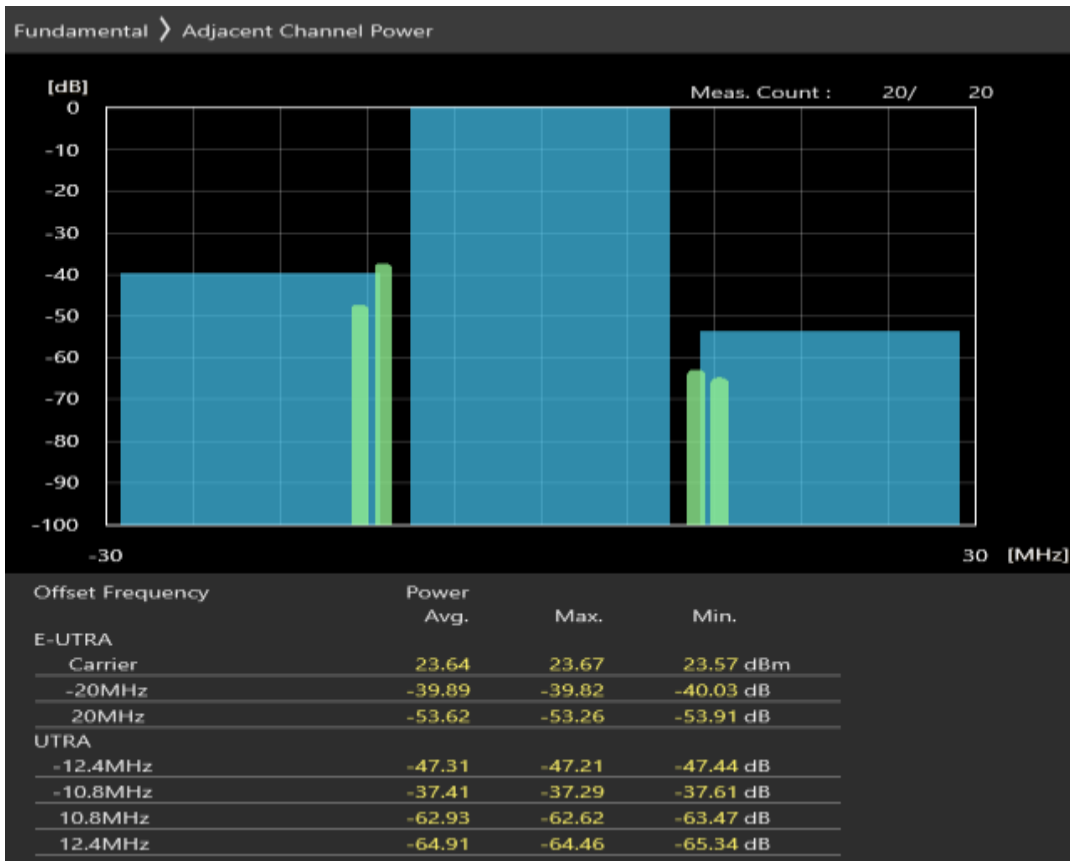 Fundamental 〉 Adjacent Channel Power
[dB]
Meas. Count : 20/ 20
0
-10
-20
-30
-40
-50
-60
-70
-80
-90
-100
-30 30 [MHz]
Offset Frequency Power
Avg. Max. Min.
E-UTRA
Carrier 23.64 23.67 23.57 dBm
-20MHz -39.89 -39.82 -40.03 dB
20MHz -53.62 -53.26 -53.91 dB
UTRA
-12.4MHz -47.31 -47.21 -47.44 dB
-10.8MHz -37.41 -37.29 -37.61 dB
10.8MHz -62.93 -62.62 -63.47 dB
12.4MHz -64.91 -64.46 -65.34 dB